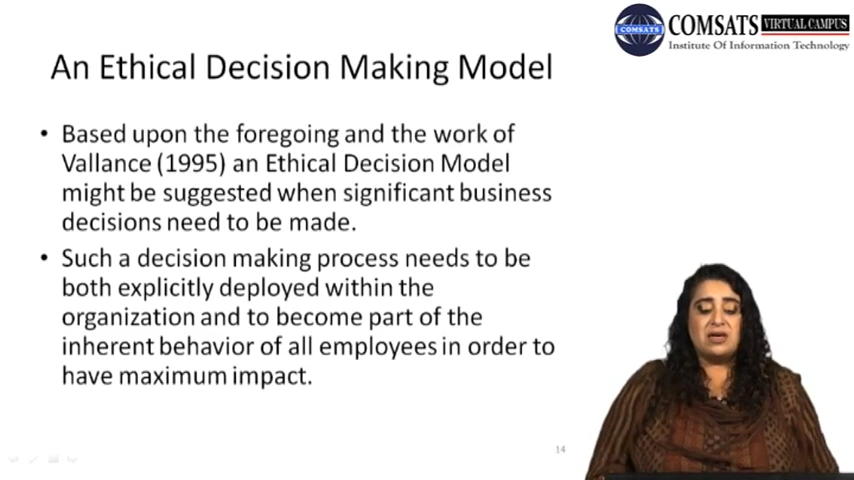 COMSATS VIRTUAL CAMPUS
COMSATS
Institute Of Information Technology
An Ethical Decision Making Model
• Based upon the foregoing and the work of
Vallance (1995) an Ethical Decision Model
might be suggested when significant business
decisions need to be made.
• Such a decision making process needs to be
both explicitly deployed within the
organization and to become part of the
inherent behavior of all employees in order to
have maximum impact.
14